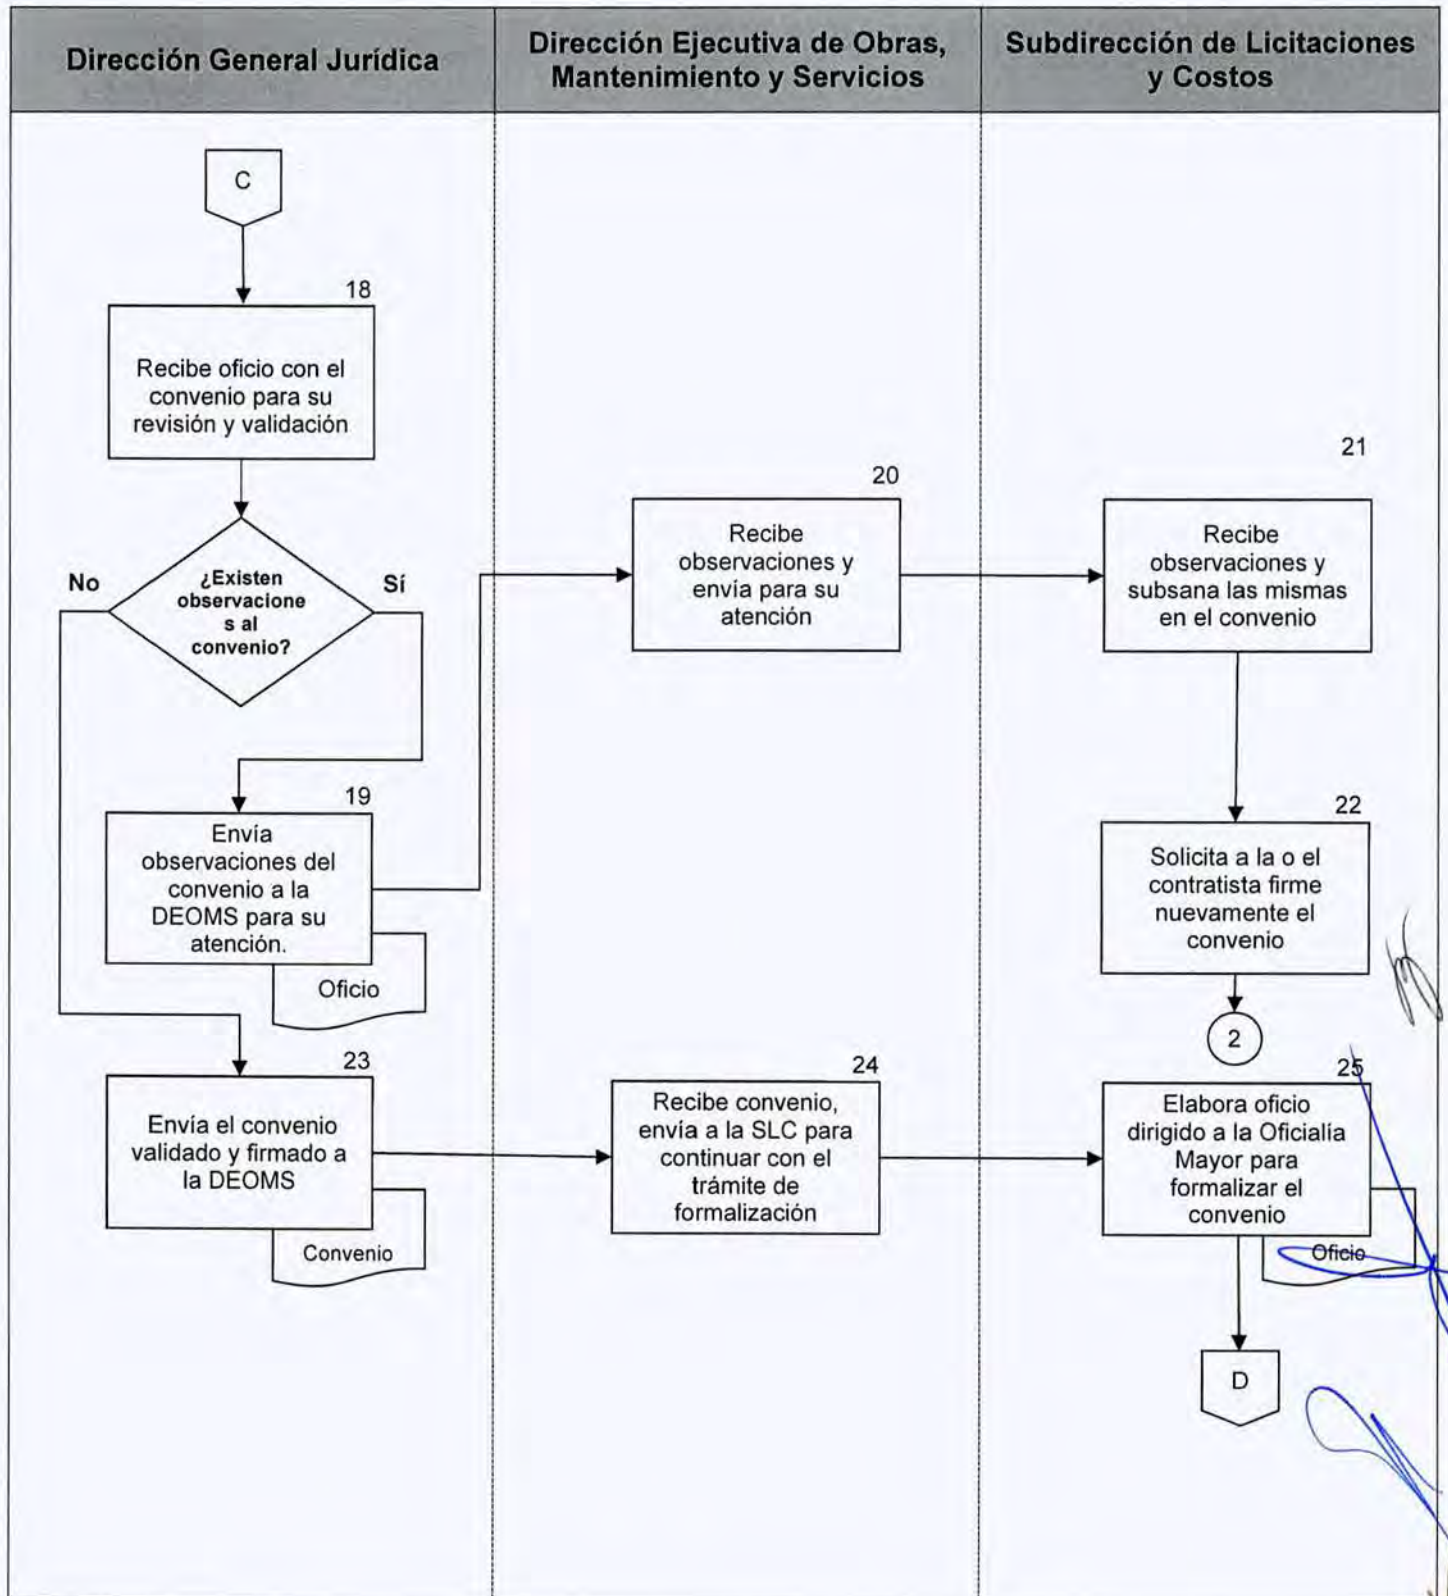 Dirección General Jurídica
Dirección Ejecutiva de Obras,
Mantenimiento y Servicios
Subdirección de Licitaciones
y Costos
C
18
Recibe oficio con el
convenio para su
revisión y validación
No
¿Existen
observacione
s al
convenio?
Sí
19
Envía
observaciones del
convenio a la
DEOMS para su
atención.
Oficio
20
Recibe
observaciones y
envía para su
atención
21
Recibe
observaciones y
subsana las mismas
en el convenio
22
Solicita a la o el
contratista firme
nuevamente el
convenio
2
23
Envía el convenio
validado y firmado a
la DEOMS
Convenio
24
Recibe convenio,
envía a la SLC para
continuar con el
trámite de
formalización
25
Elabora oficio
dirigido a la Oficialía
Mayor para
formalizar el
convenio
Oficio
D